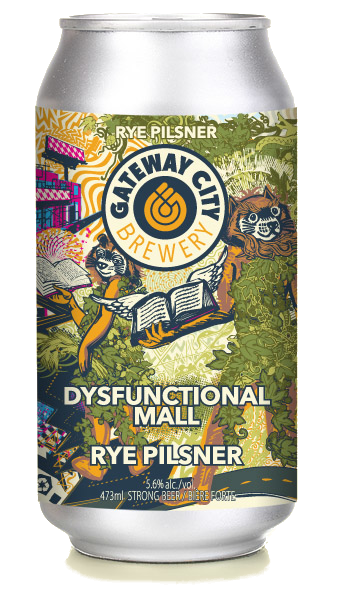 RYE PILSNER
GATEWAY CITY
BREWERY
DYSFUNCTIONAL
MALL
RYE PILSNER
5.6% alc./vol.
473ml STRONG BEER / BIÈRE FORTE